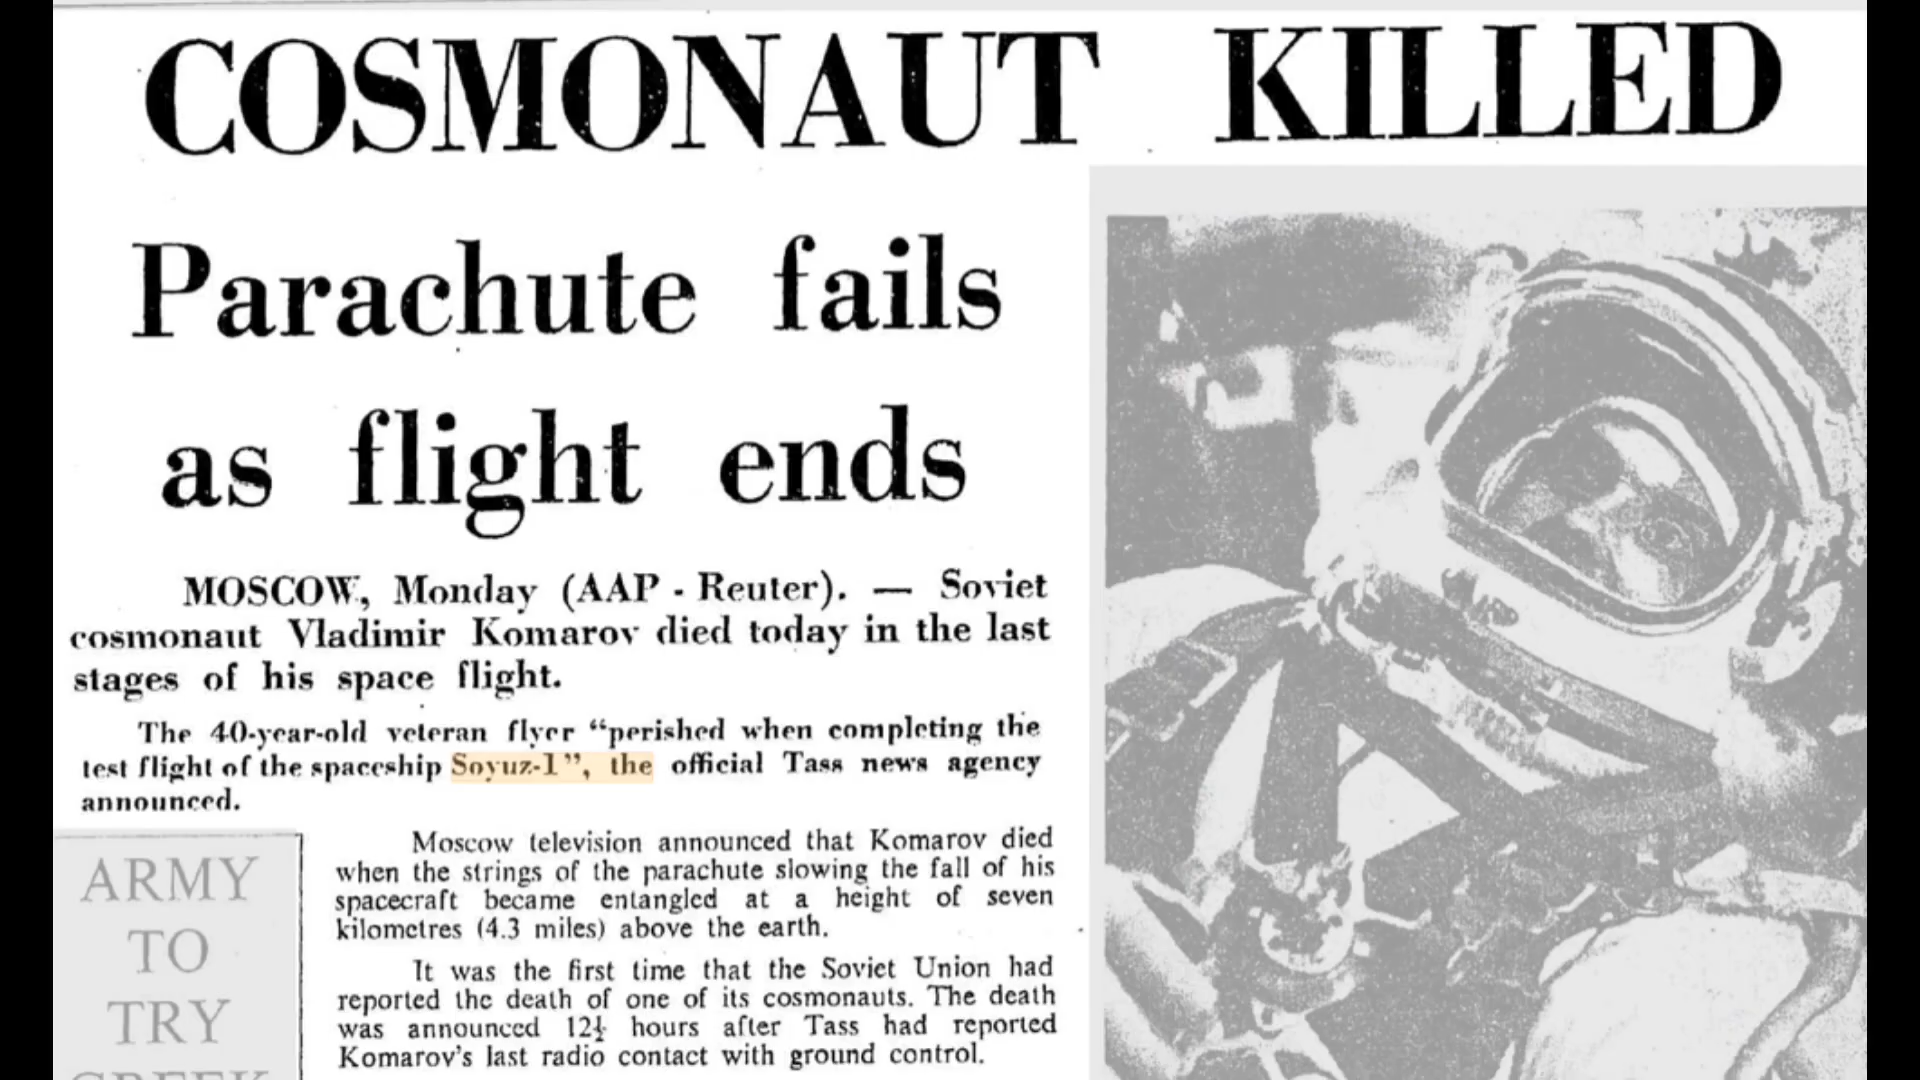 COSMONAUT KILLED
Parachute fails
as flight ends
MOSCOW, Monday (AAP - Reuter). — Soviet
cosmonaut Vladimir Komarov died today in the last
stages of his space flight.
The 40-year-old veteran flyer “perished when completing the
test flight of the spaceship Soyuz-1”, the official Tass news agency
announced.
Moscow television announced that Komarov died
when the strings of the parachute slowing the fall of his
spacecraft became entangled at a height of seven
kilometres (4.3 miles) above the earth.
It was the first time that the Soviet Union had
reported the death of one of its cosmonauts. The death
was announced 12½ hours after Tass had reported
Komarov’s last radio contact with ground control.
ARMY
TO
TRY
GREEK